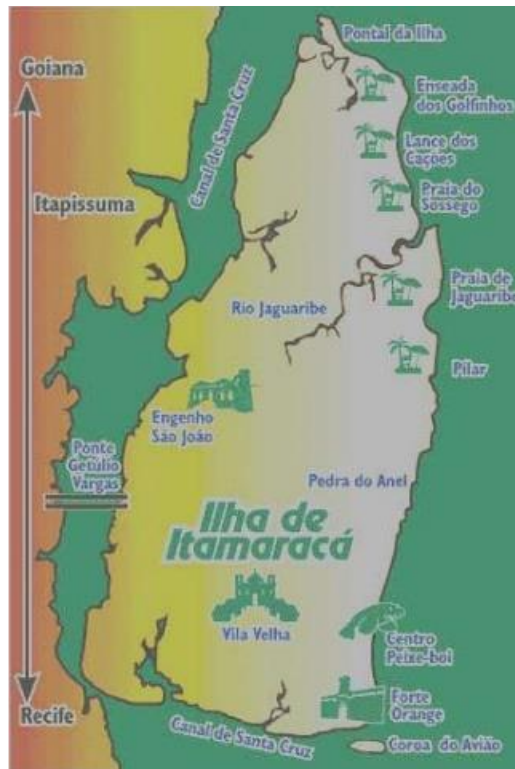 Pontal da Ilha
Goiana
Enseada
dos Golfinhos
Canal de Santa Cruz
Lance dos
Cações
Itapissuma
Praia do
Sossego
Praia de
Jaguaribe
Rio Jaguaribe
Pilar
Engenho
São João
Ponte
Getulio
Vargas
Pedra do Anel
Ilha de
Itamaracá
Vila Velha
Centro
Peixe-boi
Forte
Orange
Recife
Canal de Santa Cruz
Coroa do Avião